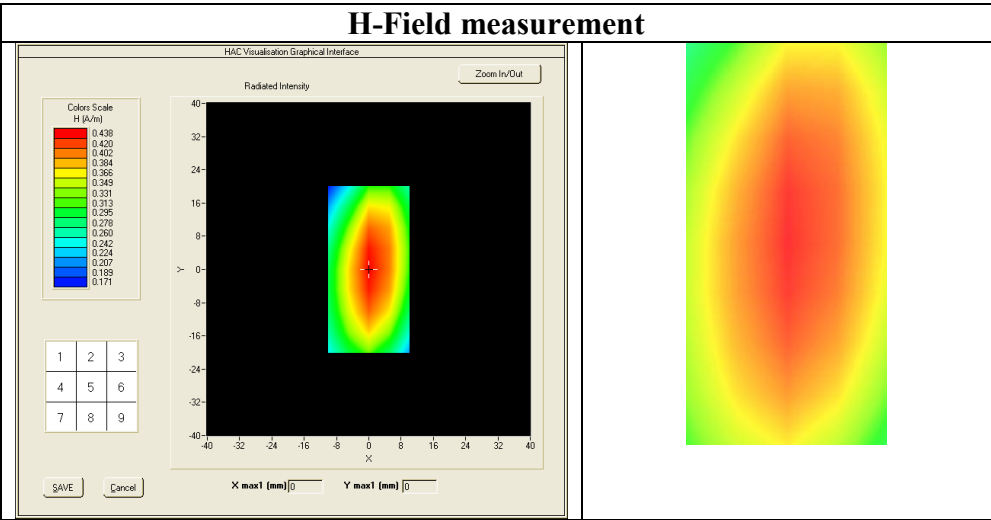 H-Field measurement
HAC Visualisation Graphical Interface
Zoom In/Out
Radiated Intensity
Colors Scale
H (A/m)
0.438
0.420
0.402
0.384
0.366
0.349
0.331
0.313
0.295
0.278
0.260
0.242
0.224
0.207
0.189
0.171
40
32
24
16
8
0
-8
-16
-24
-32
-40
Y
-40 -32 -24 -16 -8 0 8 16 24 32 40
X
1 2 3
4 5 6
7 8 9
SAVE Cancel
X max1 (mm) 0 Y max1 (mm) 0